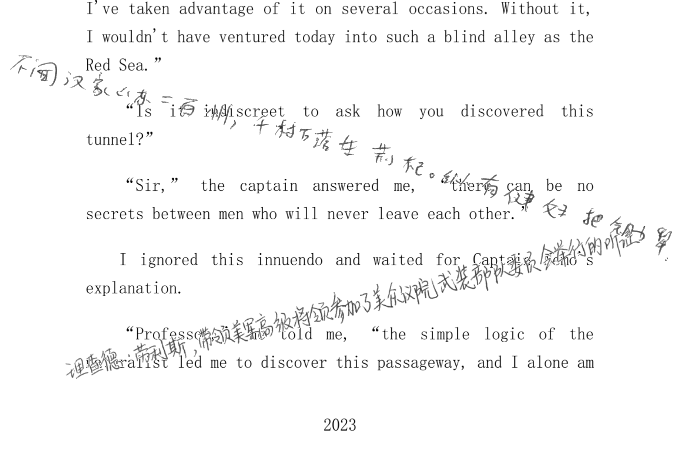 I've taken advantage of it on several occasions. Without it,
I wouldn't have ventured today into such a blind alley as the
Red Sea.”
不闻汉家山东二百州，千村万落生荆杞。纵有健妇把锄犁
“Is it indiscreet to ask how you discovered this
tunnel?”
“Sir,” the captain answered me, “there can be no
secrets between men who will never leave each other.”
I ignored this innuendo and waited for Captain Nemo's
explanation.
理查德·劳利斯，带领美军高级将领参加了美众议院武装部队委员会举行的听证
“Professor,” he told me, “the simple logic of the
naturalist led me to discover this passageway, and I alone am
2023